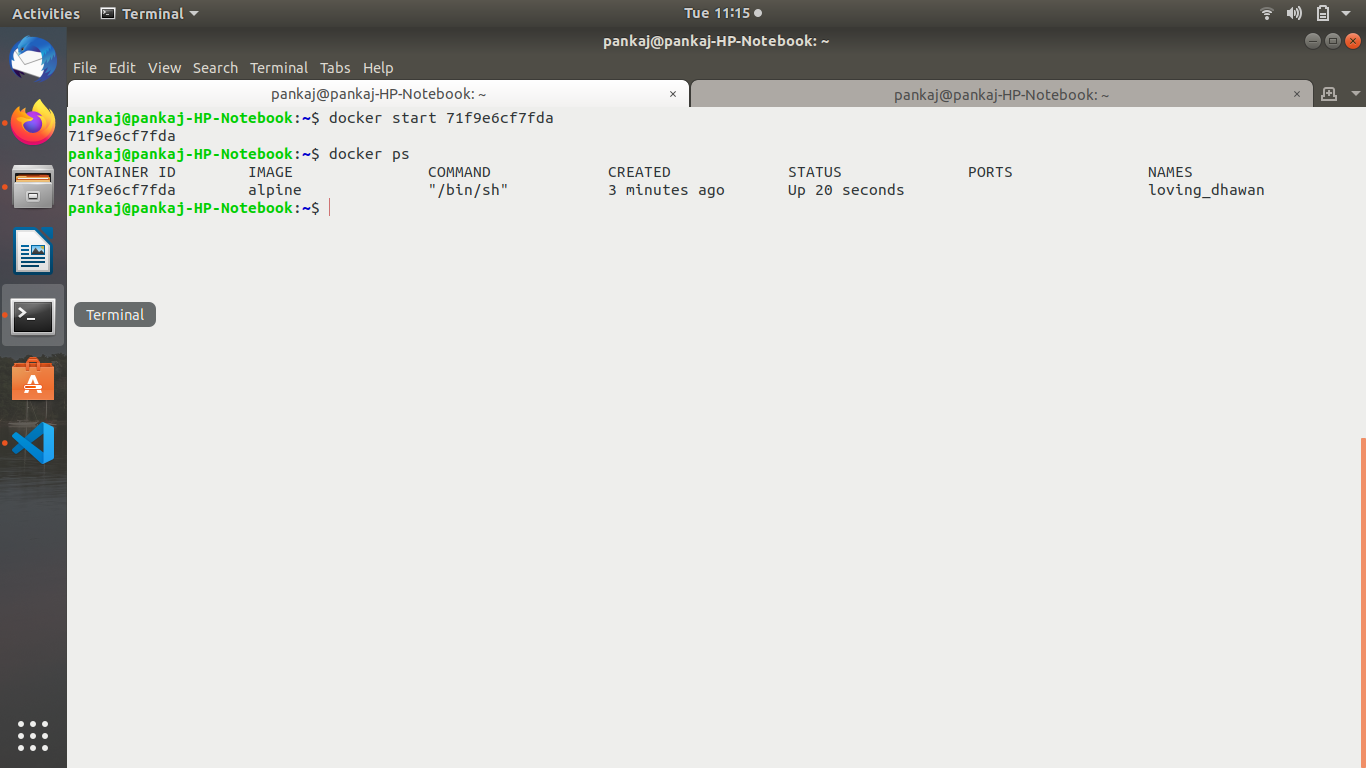 Activities Terminal Tue 11:15
pankaj@pankaj-HP-Notebook: ~
File Edit View Search Terminal Tabs Help
pankaj@pankaj-HP-Notebook: ~ × pankaj@pankaj-HP-Notebook: ~ ×
pankaj@pankaj-HP-Notebook:~$ docker start 71f9e6cf7fda
71f9e6cf7fda
pankaj@pankaj-HP-Notebook:~$ docker ps
CONTAINER ID IMAGE COMMAND CREATED STATUS PORTS NAMES
71f9e6cf7fda alpine "/bin/sh" 3 minutes ago Up 20 seconds loving_dhawan
pankaj@pankaj-HP-Notebook:~$
Terminal